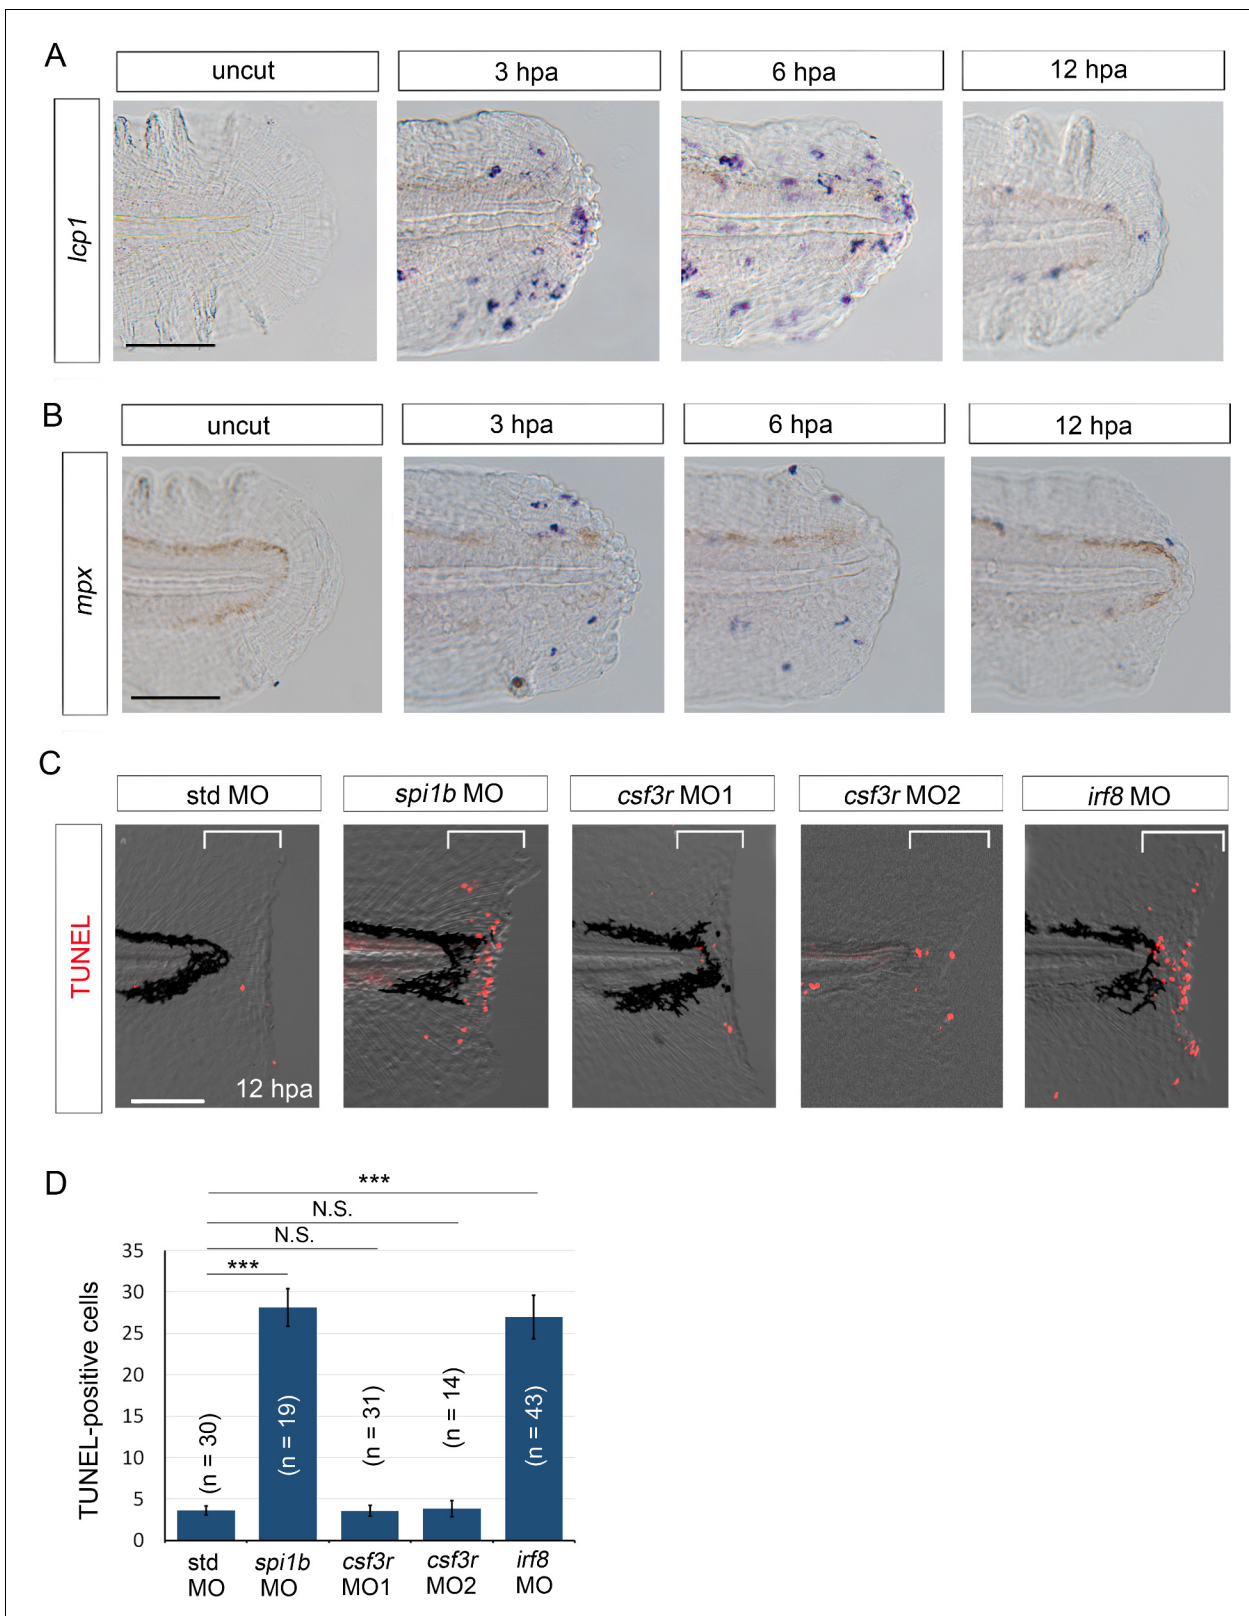 A
uncut
3 hpa
6 hpa
12 hpa
lcp1
B
uncut
3 hpa
6 hpa
12 hpa
mpx
C
std MO
spi1b MO
csf3r MO1
csf3r MO2
irf8 MO
TUNEL
12 hpa
D
***
N.S.
N.S.
***
TUNEL-positive cells
35
30
25
20
15
10
5
0
(n = 30)
(n = 19)
(n = 31)
(n = 14)
(n = 43)
std MO
spi1b MO
csf3r MO1
csf3r MO2
irf8 MO